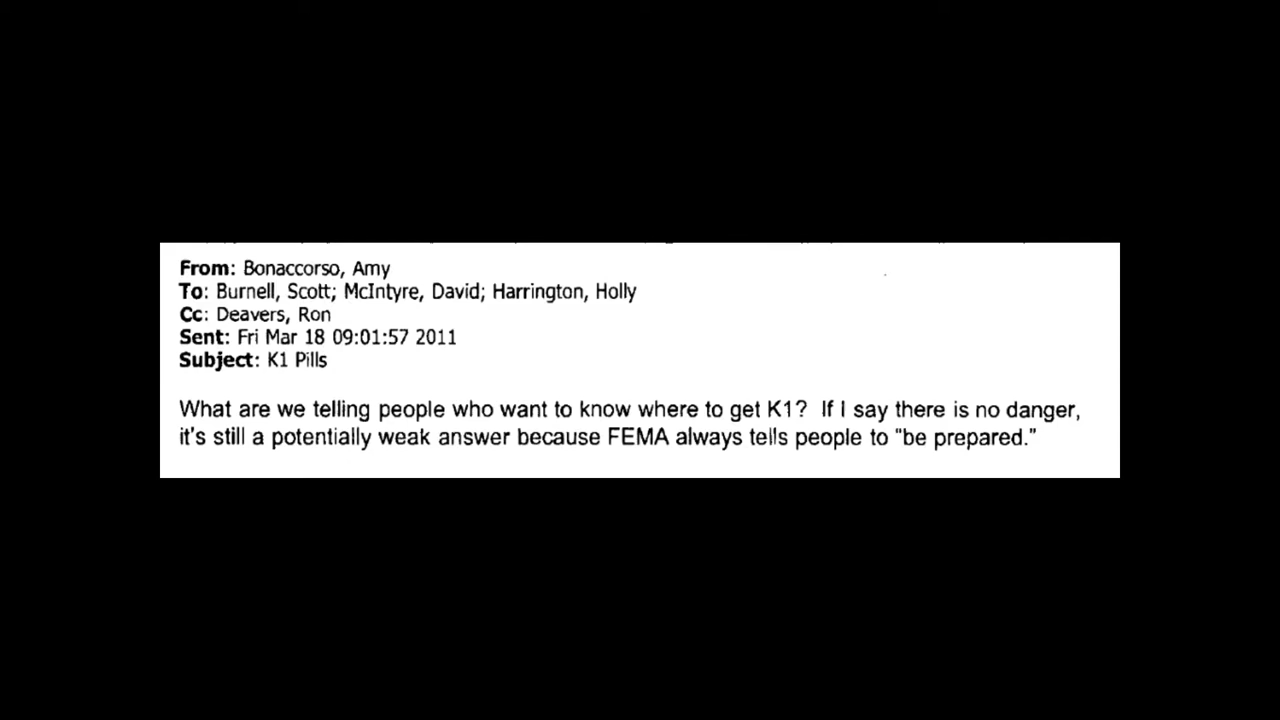 From: Bonaccorso, Amy
To: Burnell, Scott; McIntyre, David; Harrington, Holly
Cc: Deavers, Ron
Sent: Fri Mar 18 09:01:57 2011
Subject: K1 Pills
What are we telling people who want to know where to get K1? If I say there is no danger,
it's still a potentially weak answer because FEMA always tells people to "be prepared."